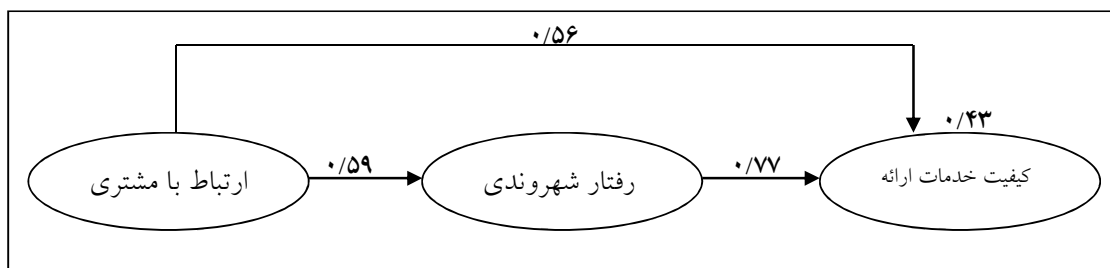 ۰/۵۶
۰/۴۳
ارتباط با مشتری
۰/۵۹
رفتار شهروندی
۰/۷۷
کیفیت خدمات ارائه